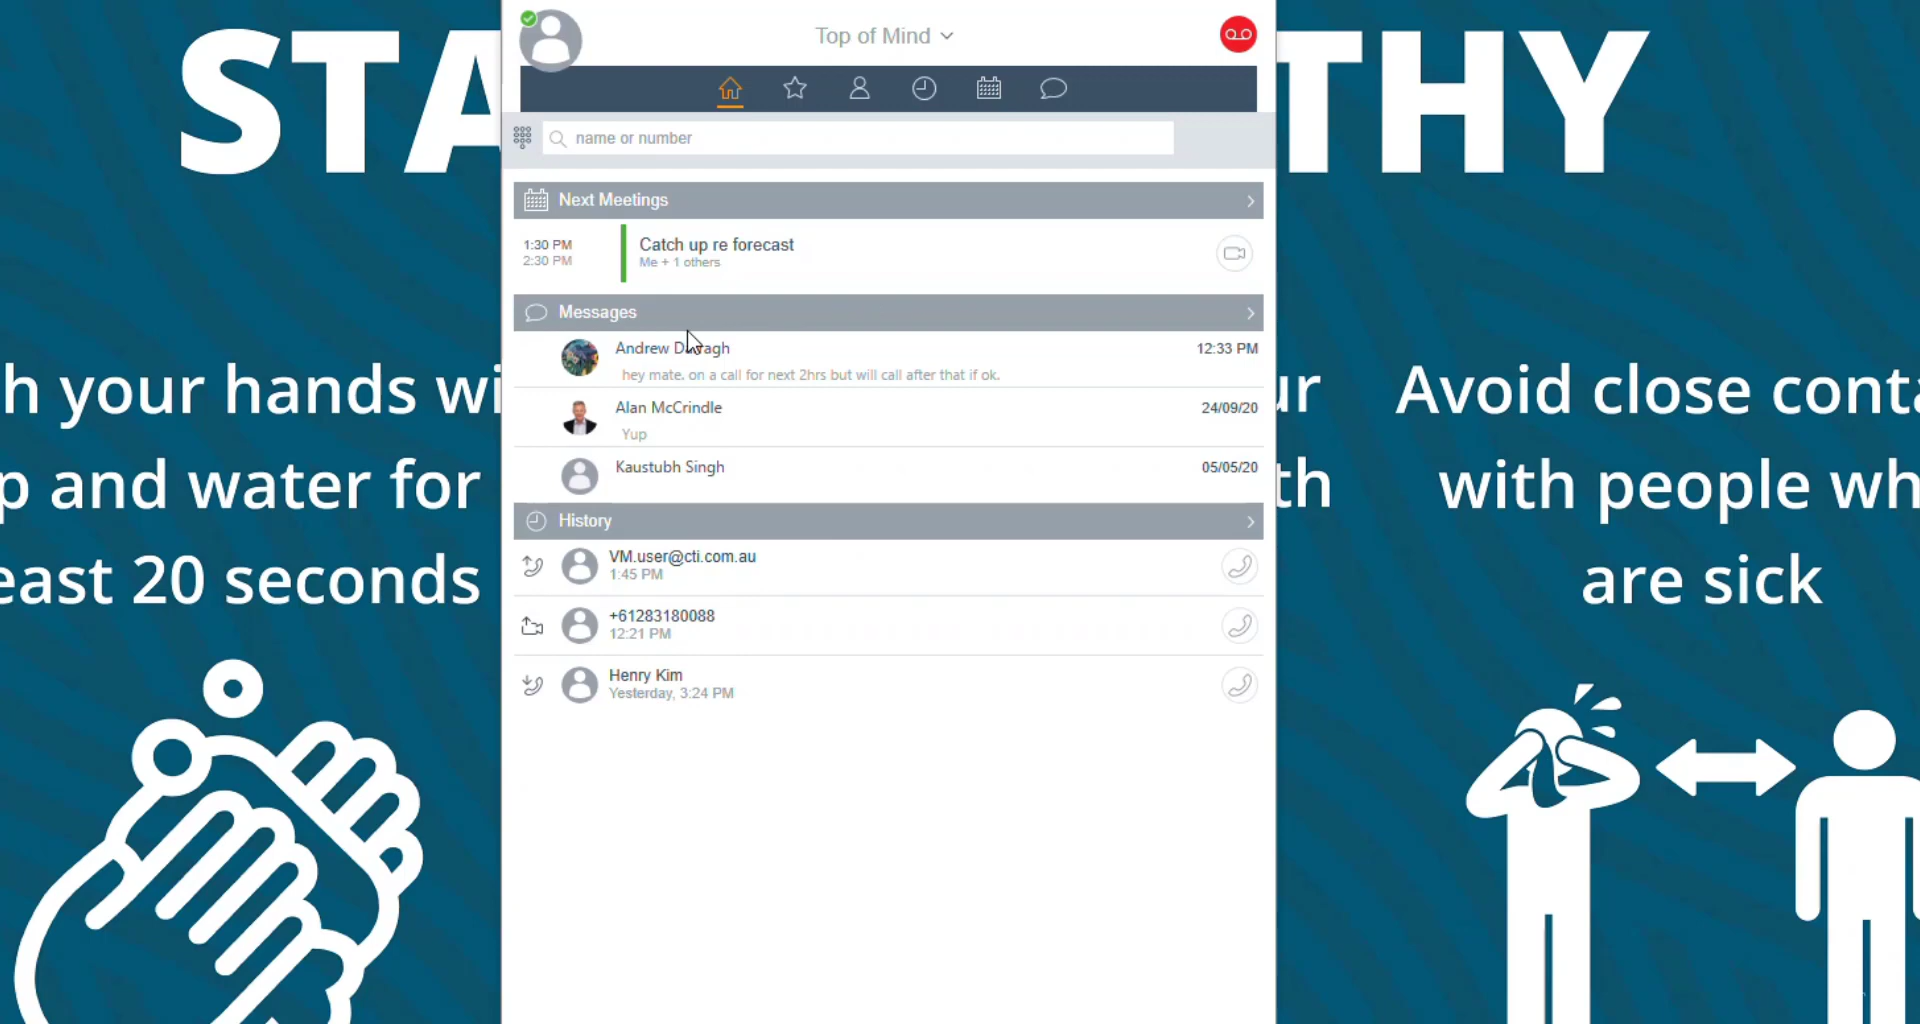 STA
THY
h your hands wi
p and water for
east 20 seconds
ur
th
Avoid close conta
with people wh
are sick
Top of Mind
name or number
Next Meetings
1:30 PM
2:30 PM
Catch up re forecast
Me + 1 others
Messages
Andrew Darragh
12:33 PM
hey mate. on a call for next 2hrs but will call after that if ok.
Alan McCrindle
24/09/20
Yup
Kaustubh Singh
05/05/20
History
VM.user@cti.com.au
1:45 PM
+61283180088
12:21 PM
Henry Kim
Yesterday, 3:24 PM